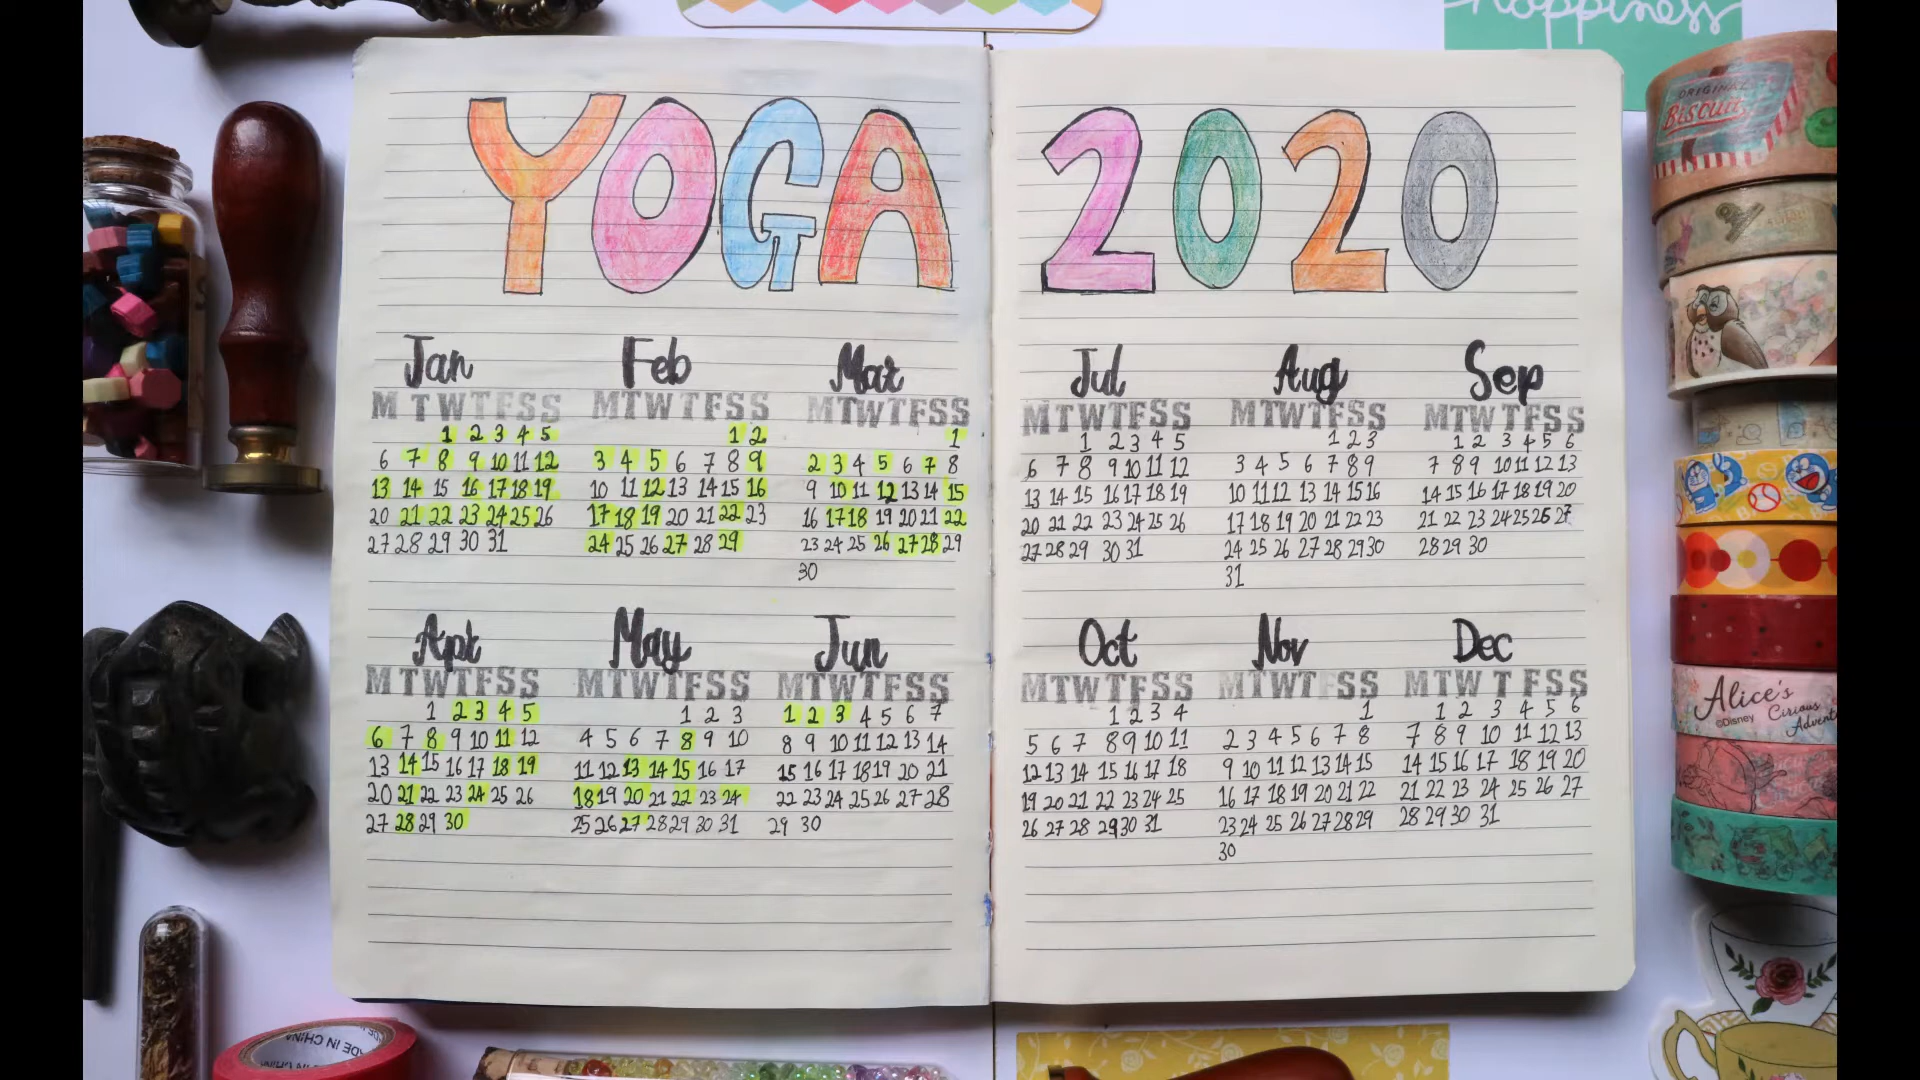 happiness
YOGA 2020
Jan Feb Mar
M T W T F S S M T W T F S S M T W T F S S
1 2 3 4 5 1 2 1
6 7 8 9 10 11 12 3 4 5 6 7 8 9 2 3 4 5 6 7 8
13 14 15 16 17 18 19 10 11 12 13 14 15 16 9 10 11 12 13 14 15
20 21 22 23 24 25 26 17 18 19 20 21 22 23 16 17 18 19 20 21 22
27 28 29 30 31 24 25 26 27 28 29 23 24 25 26 27 28 29
30
Apr May Jun
M T W T F S S M T W T F S S M T W T F S S
1 2 3 4 5 1 2 3 1 2 3 4 5 6 7
6 7 8 9 10 11 12 4 5 6 7 8 9 10 8 9 10 11 12 13 14
13 14 15 16 17 18 19 11 12 13 14 15 16 17 15 16 17 18 19 20 21
20 21 22 23 24 25 26 18 19 20 21 22 23 24 22 23 24 25 26 27 28
27 28 29 30 25 26 27 28 29 30 31 29 30
Jul Aug Sep
M T W T F S S M T W T F S S M T W T F S S
1 2 3 4 5 1 2 3 1 2 3 4 5 6
6 7 8 9 10 11 12 3 4 5 6 7 8 9 7 8 9 10 11 12 13
13 14 15 16 17 18 19 10 11 12 13 14 15 16 14 15 16 17 18 19 20
20 21 22 23 24 25 26 17 18 19 20 21 22 23 21 22 23 24 25 26 27
27 28 29 30 31 24 25 26 27 28 29 30 28 29 30
31
Oct Nov Dec
M T W T F S S M T W T F S S M T W T F S S
1 2 3 4 1 1 2 3 4 5 6
5 6 7 8 9 10 11 2 3 4 5 6 7 8 7 8 9 10 11 12 13
12 13 14 15 16 17 18 9 10 11 12 13 14 15 14 15 16 17 18 19 20
19 20 21 22 23 24 25 16 17 18 19 20 21 22 21 22 23 24 25 26 27
26 27 28 29 30 31 23 24 25 26 27 28 29 28 29 30 31
30
ORIGINAL
Biscuit
Alice's
©Disney Curious
MADE IN CHINA